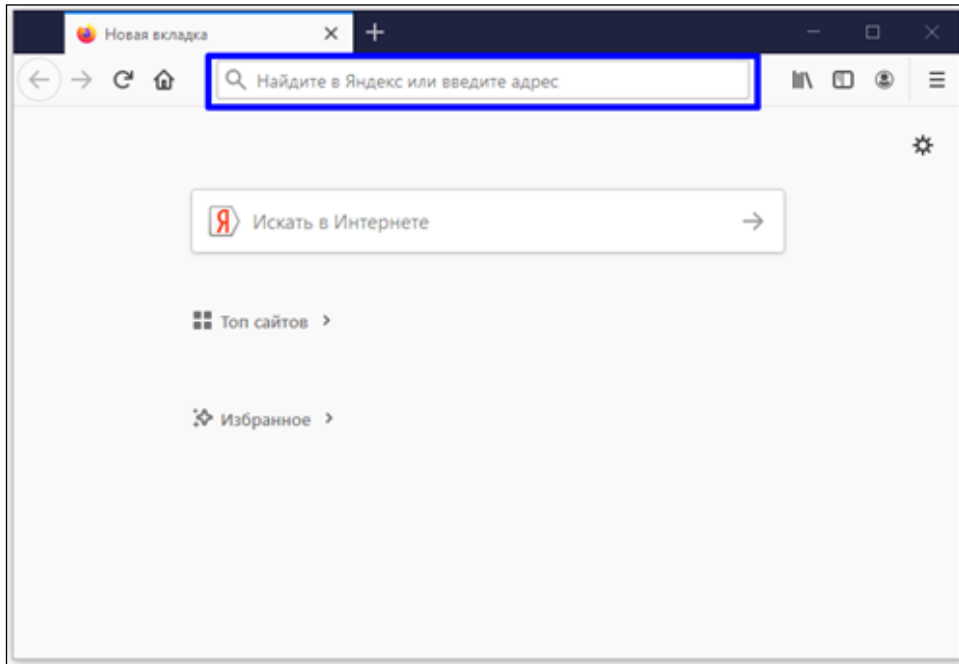 Новая вкладка
Найдите в Яндекс или введите адрес
Я Искать в Интернете
Топ сайтов
Избранное